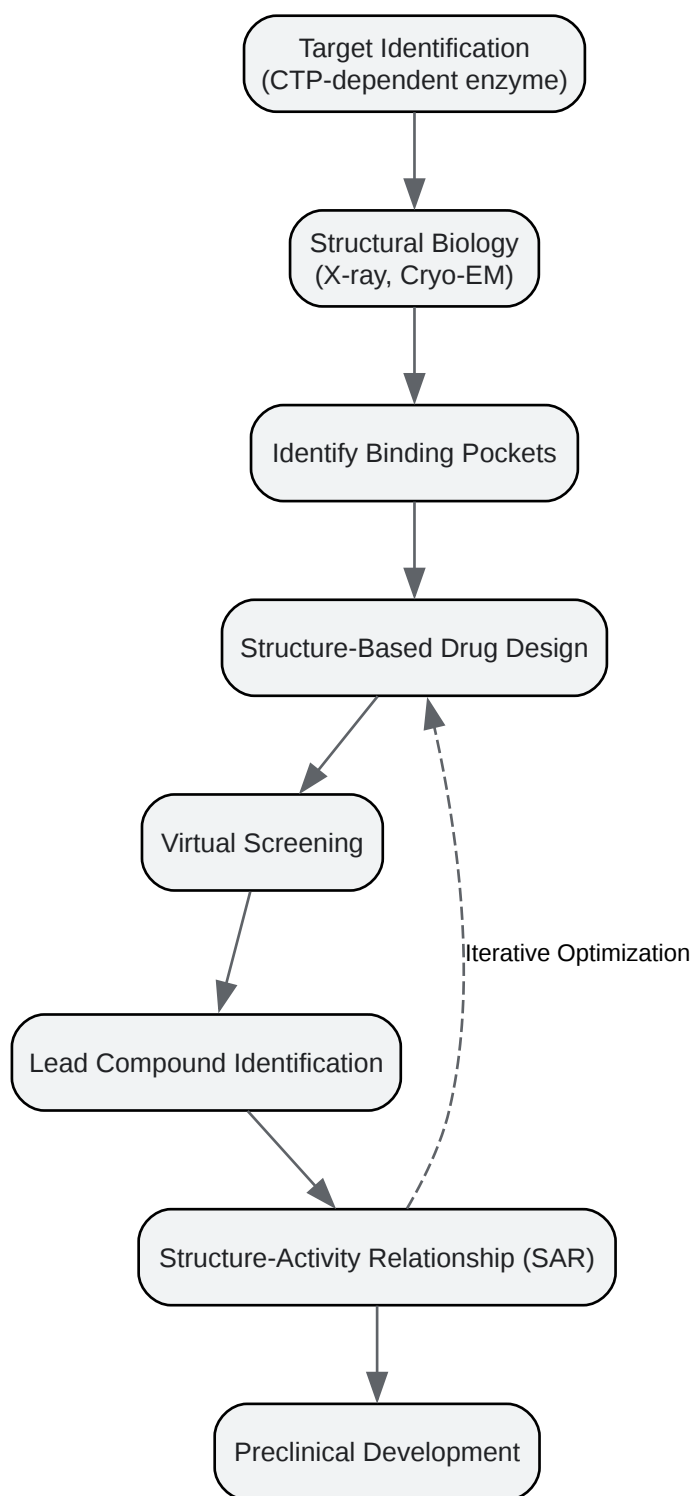 Target Identification
(CTP-dependent enzyme)
Structural Biology
(X-ray, Cryo-EM)
Identify Binding Pockets
Structure-Based Drug Design
Virtual Screening
Iterative Optimization
Lead Compound Identification
Structure-Activity Relationship (SAR)
Preclinical Development